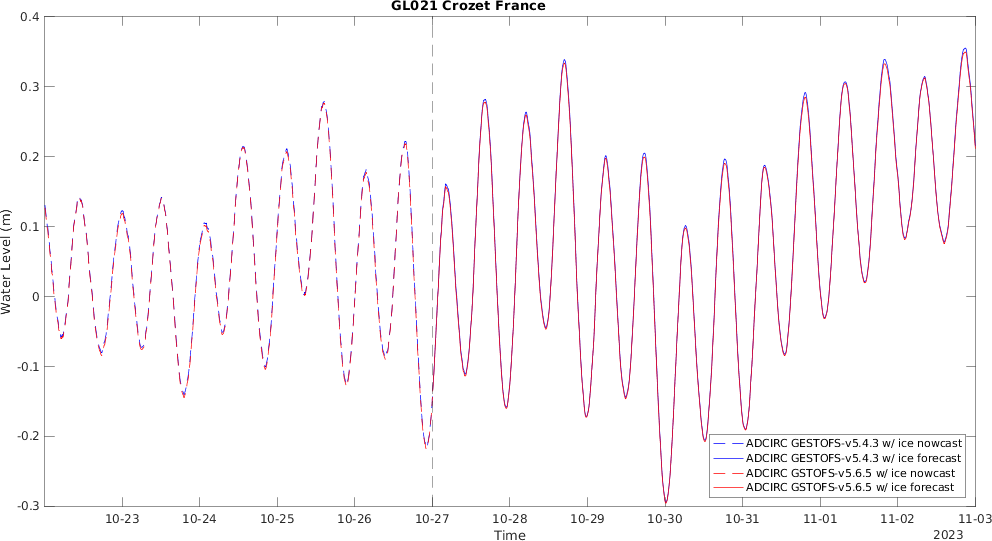 GL021 Crozet France
0.4
0.3
0.2
0.1
0
-0.1
-0.2
-0.3
Water Level (m)
ADCIRC GESTOFS-v5.4.3 w/ ice nowcast
ADCIRC GESTOFS-v5.4.3 w/ ice forecast
ADCIRC GSTOFS-v5.6.5 w/ ice nowcast
ADCIRC GSTOFS-v5.6.5 w/ ice forecast
10-23 10-24 10-25 10-26 10-27 10-28 10-29 10-30 10-31 11-01 11-02 11-03
Time
2023